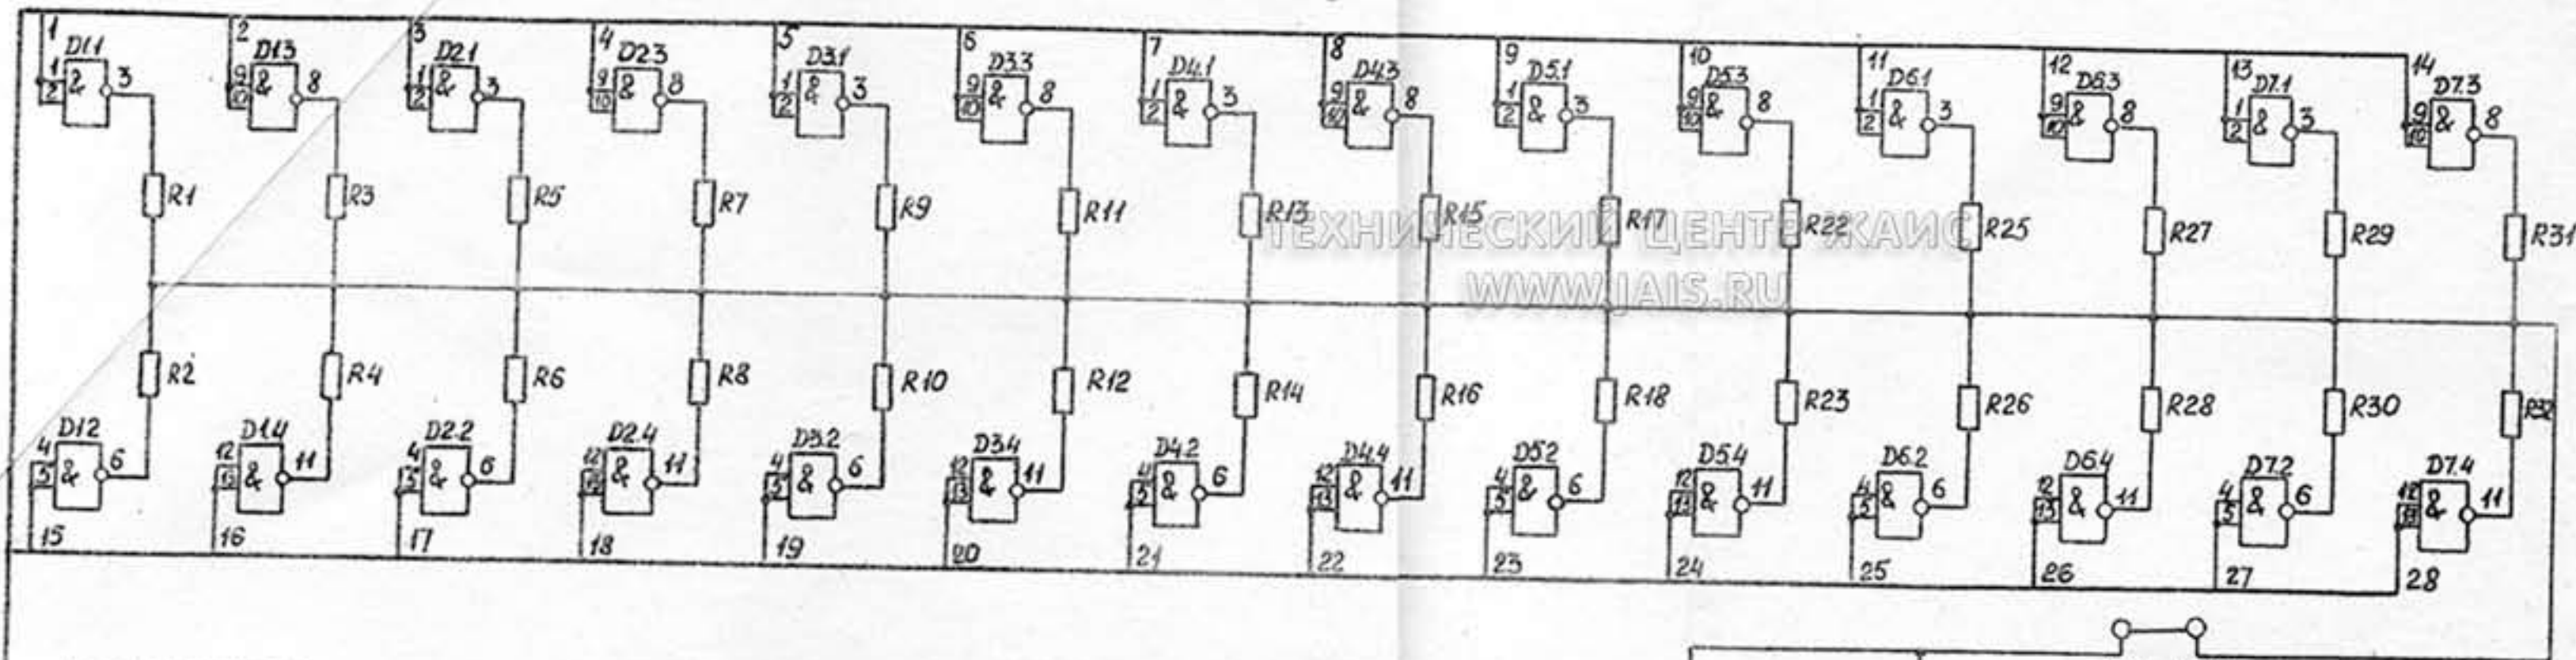 1 2 3 4 5 6 7 8 9 10 11 12 13 14
D1.1 D1.3 D2.1 D2.3 D3.1 D3.3 D4.1 D4.3 D5.1 D5.3 D6.1 D6.3 D7.1 D7.3
1 & 3 9 & 8 1 & 3 9 & 8 1 & 3 9 & 8 1 & 3 9 & 8 1 & 3 9 & 8 1 & 3 9 & 8 1 & 3 9 & 8
2 10 2 10 2 10 2 10 2 10 2 10 2 10
R1 R3 R5 R7 R9 R11 R13 R15 R17 R22 R25 R27 R29 R31
ТЕХНИЧЕСКИЙ ЦЕНТР ЖАИС
WWW.JAIS.RU
R2 R4 R6 R8 R10 R12 R14 R16 R18 R23 R26 R28 R30 R32
D1.2 D1.4 D2.2 D2.4 D3.2 D3.4 D4.2 D4.4 D5.2 D5.4 D6.2 D6.4 D7.2 D7.4
4 & 6 12 & 11 4 & 6 12 & 11 4 & 6 12 & 11 4 & 6 12 & 11 4 & 6 12 & 11 4 & 6 12 & 11 4 & 6 12 & 11
5 13 5 13 5 13 5 13 5 13 5 13 5 13
15 16 17 18 19 20 21 22 23 24 25 26 27 28